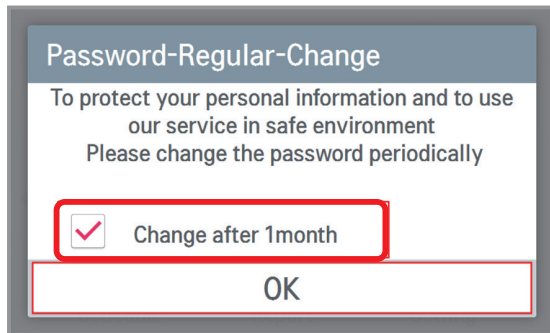 Password-Regular-Change
To protect your personal information and to use
our service in safe environment
Please change the password periodically
Change after 1month
OK